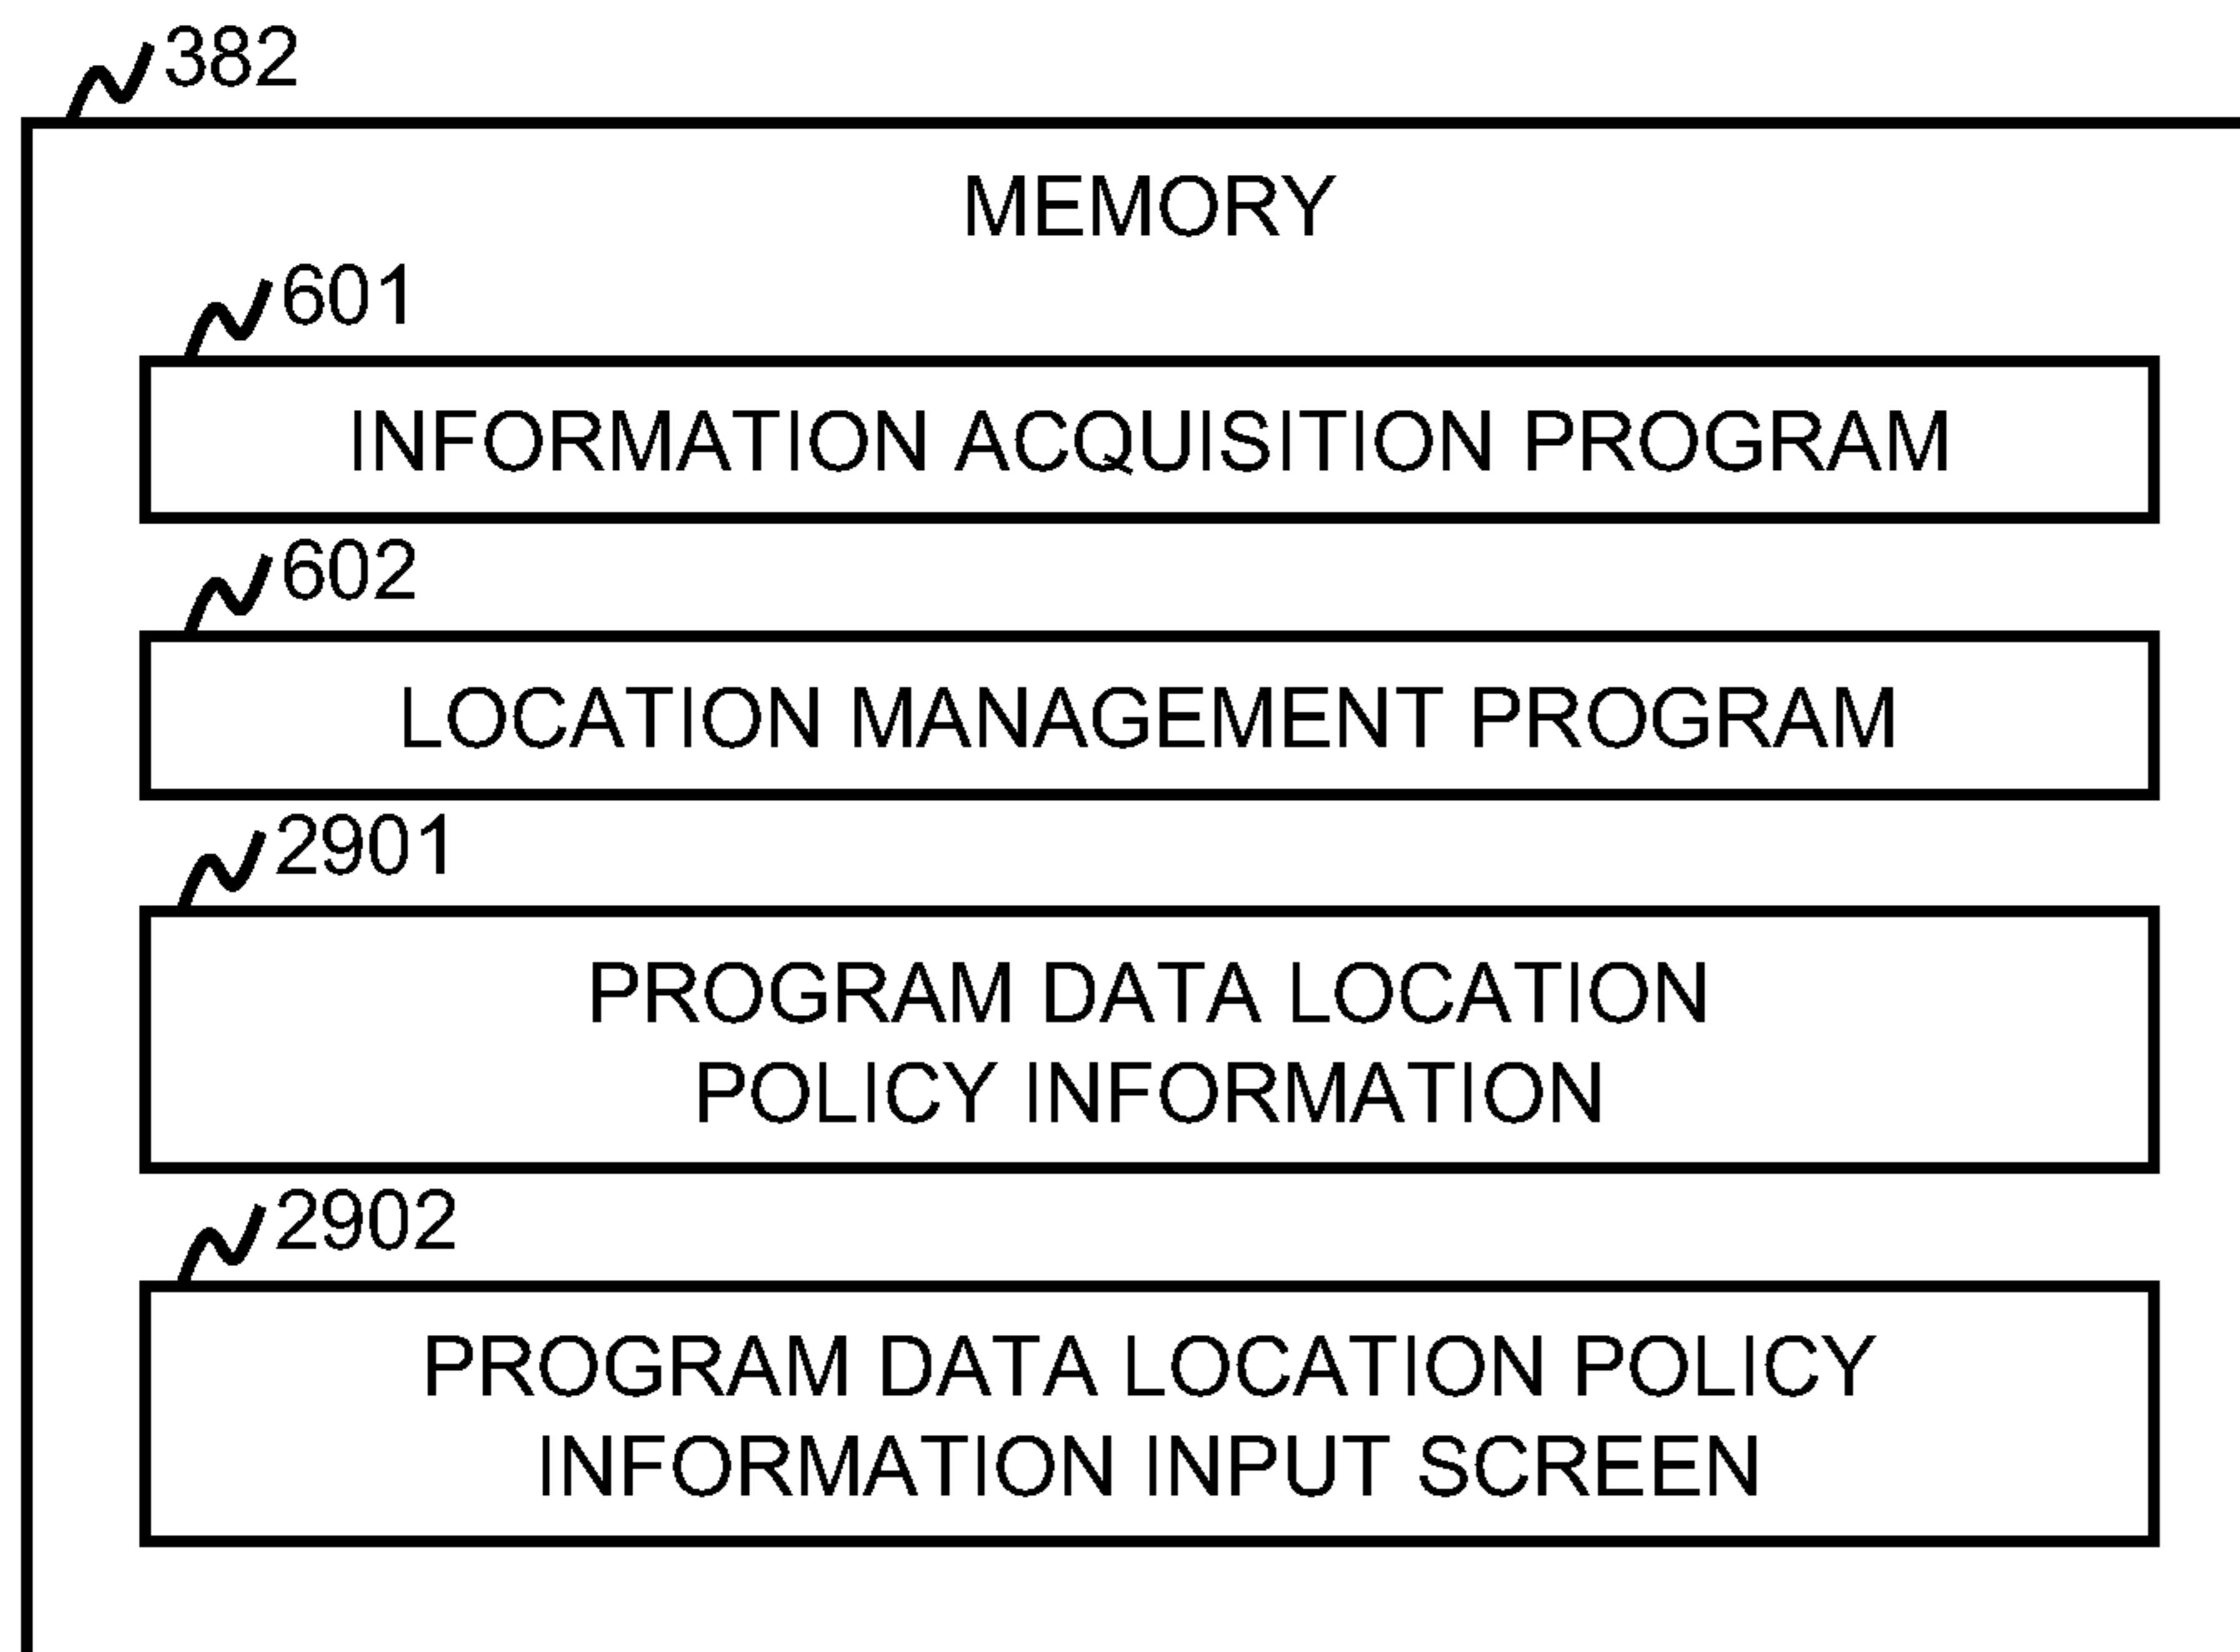 382
MEMORY
601
INFORMATION ACQUISITION PROGRAM
602
LOCATION MANAGEMENT PROGRAM
2901
PROGRAM DATA LOCATION
POLICY INFORMATION
2902
PROGRAM DATA LOCATION POLICY
INFORMATION INPUT SCREEN